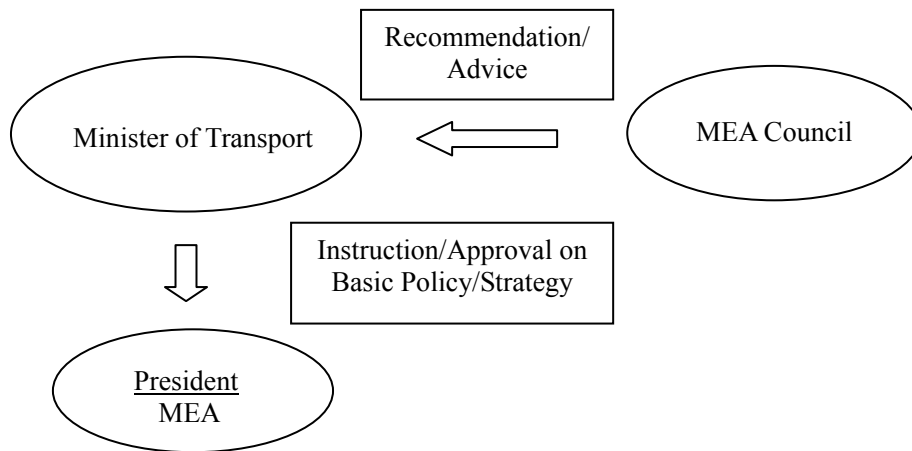 Recommendation/
Advice
Minister of Transport
MEA Council
Instruction/Approval on
Basic Policy/Strategy
President
MEA